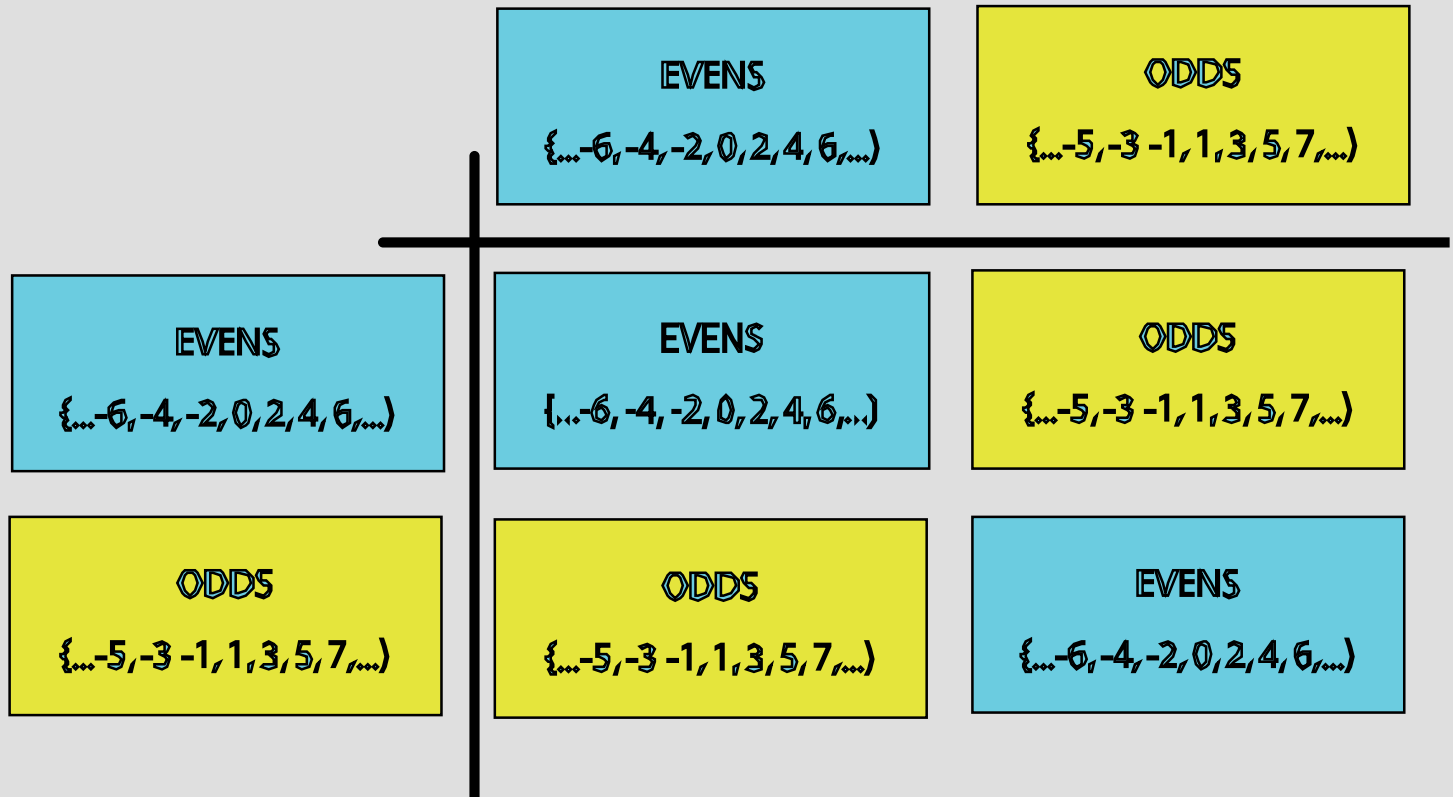 EVENS
{...-6,-4,-2,0,2,4,6,...)
ODDS
{...-5,-3 -1,1,3,5,7,...)
EVENS
{...-6,-4,-2,0,2,4,6,...)
EVENS
{...-6,-4,-2,0,2,4,6,...)
ODDS
{...-5,-3 -1,1,3,5,7,...)
ODDS
{...-5,-3 -1,1,3,5,7,...)
ODDS
{...-5,-3 -1,1,3,5,7,...)
EVENS
{...-6,-4,-2,0,2,4,6,...)